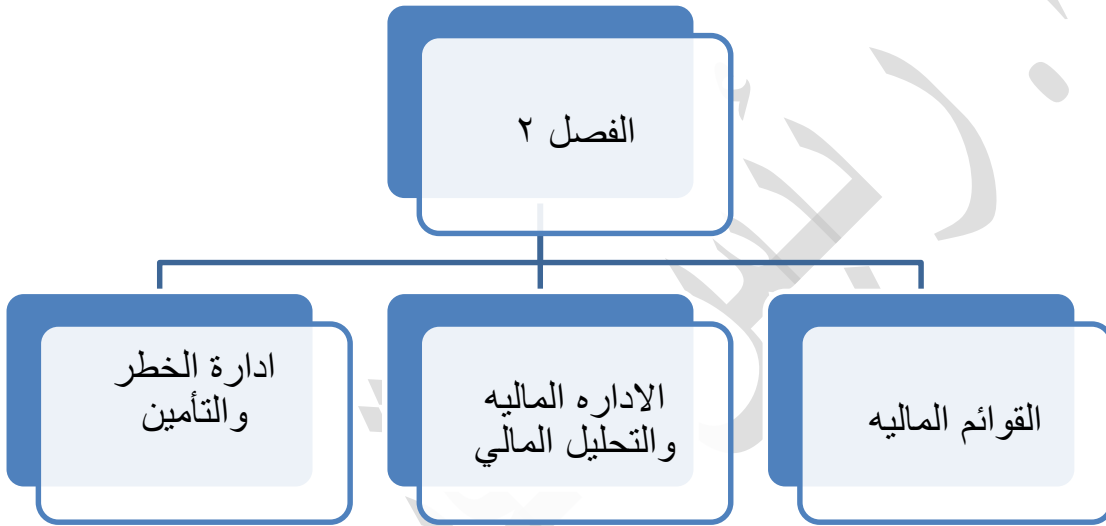 الفصل ٢
القوائم الماليه
الاداره الماليه
والتحليل المالي
ادارة الخطر
والتأمين